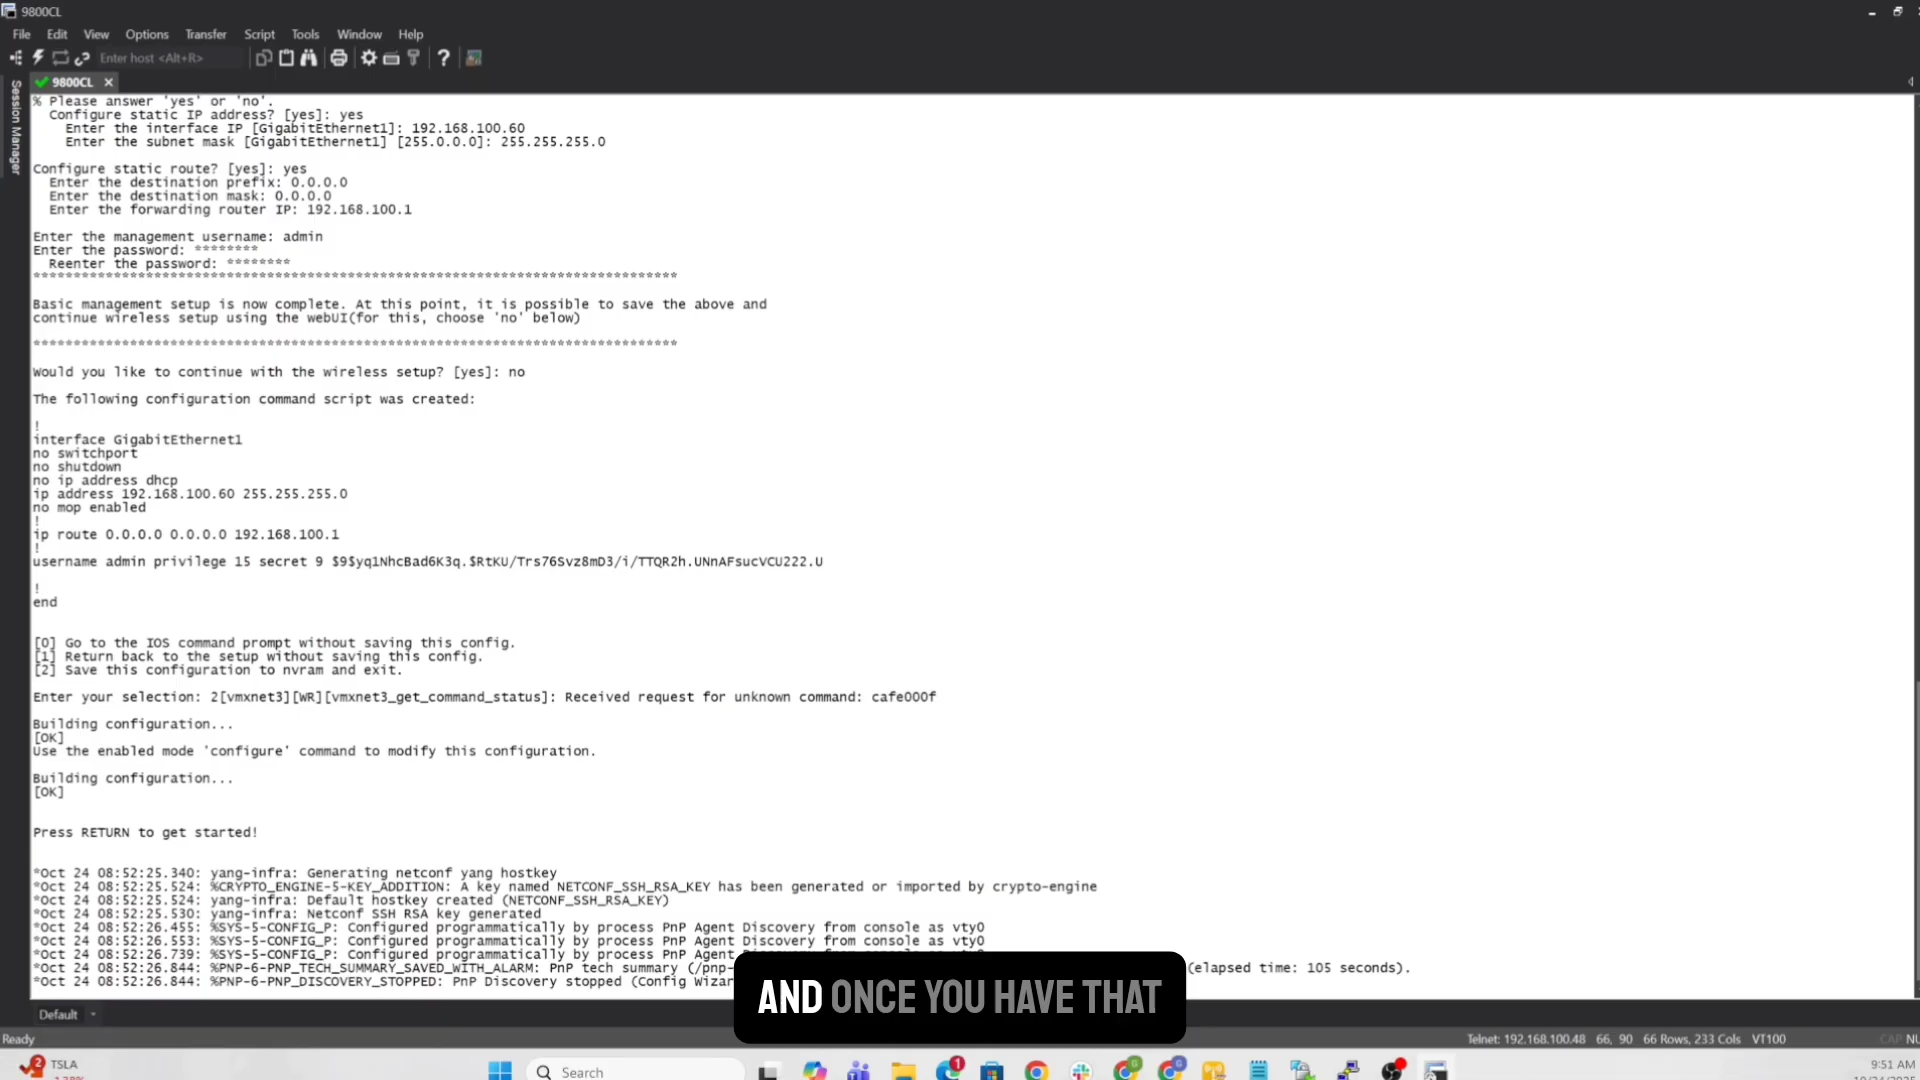 9800CL
File Edit View Options Transfer Script Tools Window Help
Enter host <Alt+R>
Session Manager
9800CL
% Please answer 'yes' or 'no'.
Configure static IP address? [yes]: yes
Enter the interface IP [GigabitEthernet1]: 192.168.100.60
Enter the subnet mask [GigabitEthernet1] [255.0.0.0]: 255.255.255.0
Configure static route? [yes]: yes
Enter the destination prefix: 0.0.0.0
Enter the destination mask: 0.0.0.0
Enter the forwarding router IP: 192.168.100.1
Enter the management username: admin
Enter the password: ********
Reenter the password: ********
********************************************************************************
Basic management setup is now complete. At this point, it is possible to save the above and
continue wireless setup using the webUI(for this, choose 'no' below)
********************************************************************************
Would you like to continue with the wireless setup? [yes]: no
The following configuration command script was created:
!
interface GigabitEthernet1
no switchport
no shutdown
no ip address dhcp
ip address 192.168.100.60 255.255.255.0
no mop enabled
!
ip route 0.0.0.0 0.0.0.0 192.168.100.1
!
username admin privilege 15 secret 9 $9$yq1NhcBad6K3q.$RtKU/Trs76Svz8mD3/i/TTQR2h.UNnAFsucVCU222.U
!
end
[0] Go to the IOS command prompt without saving this config.
[1] Return back to the setup without saving this config.
[2] Save this configuration to nvram and exit.
Enter your selection: 2[vmxnet3][WR][vmxnet3_get_command_status]: Received request for unknown command: cafe000f
Building configuration...
[OK]
Use the enabled mode 'configure' command to modify this configuration.
Building configuration...
[OK]
Press RETURN to get started!
*Oct 24 08:52:25.340: yang-infra: Generating netconf yang hostkey
*Oct 24 08:52:25.524: %CRYPTO_ENGINE-5-KEY_ADDITION: A key named NETCONF_SSH_RSA_KEY has been generated or imported by crypto-engine
*Oct 24 08:52:25.524: yang-infra: Default hostkey created (NETCONF_SSH_RSA_KEY)
*Oct 24 08:52:25.530: yang-infra: Netconf SSH RSA key generated
*Oct 24 08:52:26.455: %SYS-5-CONFIG_P: Configured programmatically by process PnP Agent Discovery from console as vty0
*Oct 24 08:52:26.553: %SYS-5-CONFIG_P: Configured programmatically by process PnP Agent Discovery from console as vty0
*Oct 24 08:52:26.739: %SYS-5-CONFIG_P: Configured programmatically by process PnP Agent Discovery from console as vty0
*Oct 24 08:52:26.844: %PNP-6-PNP_TECH_SUMMARY_SAVED_WITH_ALARM: PnP tech summary (/pnp- (elapsed time: 105 seconds).
*Oct 24 08:52:26.844: %PNP-6-PNP_DISCOVERY_STOPPED: PnP Discovery stopped (Config Wiza
AND ONCE YOU HAVE THAT
Default
Ready Telnet: 192.168.100.48 66, 90 66 Rows, 233 Cols VT100 CAP NU
2 TSLA Search 1 9:51 AM